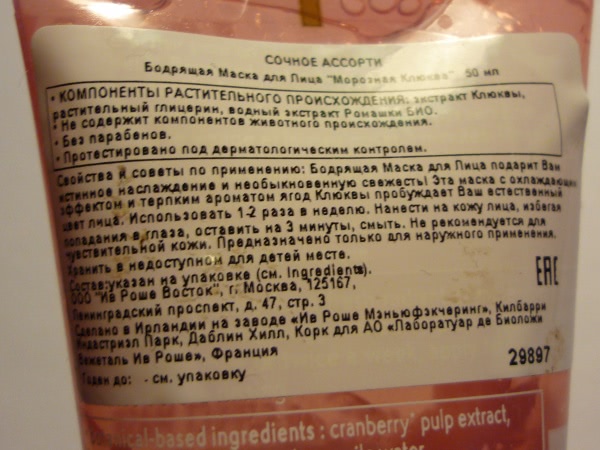 СОЧНОЕ АССОРТИ
Бодрящая Маска для Лица "Морозная Клюква" 50 мл
• КОМПОНЕНТЫ РАСТИТЕЛЬНОГО ПРОИСХОЖДЕНИЯ: экстракт Клюквы,
растительный глицерин, водный экстракт Ромашки БИО.
• Не содержит компонентов животного происхождения.
• Без парабенов.
• Протестировано под дерматологическим контролем.
Свойства и советы по применению: Бодрящая Маска для Лица подарит Вам
истинное наслаждение и необыкновенную свежесть! Эта маска с охлаждающим
эффектом и терпким ароматом ягод Клюквы пробуждает Ваш естественный
цвет лица. Использовать 1-2 раза в неделю. Нанести на кожу лица, избегая
попадания в глаза, оставить на 3 минуты, смыть. Не рекомендуется для
чувствительной кожи. Предназначено только для наружного применения.
Хранить в недоступном для детей месте.
Состав:указан на упаковке (см. Ingredients).
ООО "Ив Роше Восток", г. Москва, 125167,
Ленинградский проспект, д. 47, стр. 3
Сделано в Ирландии на заводе «Ив Роше Мэньюфэкчеринг», Килбарри
Индастриэл Парк, Даблин Хилл, Корк для АО «Лаборатуар де Биоложи
Вежеталь Ив Роше», Франция
EAC
29897
Годен до: - см. упаковку
-based ingredients : cranberry* pulp extract,